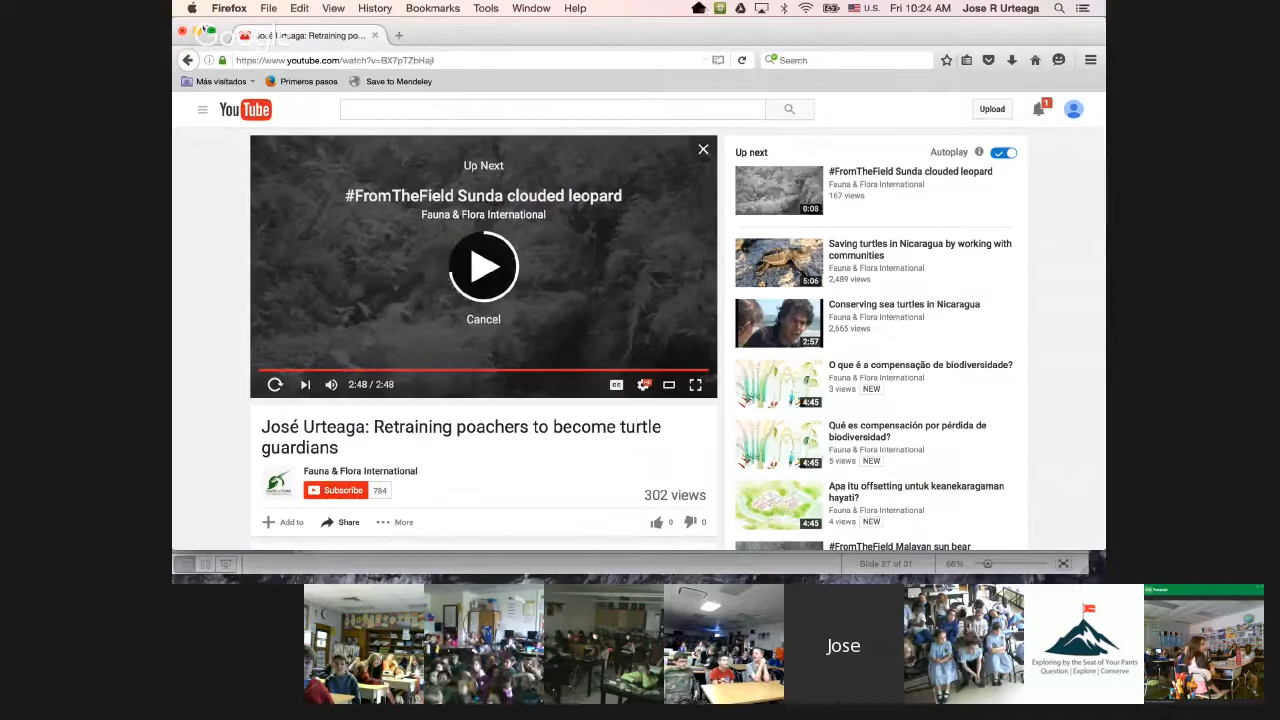 Firefox File Edit View History Bookmarks Tools Window Help U.S. Fri 10:24 AM Jose R Urteaga
Google
José Urteaga: Retraining po...
https://www.youtube.com/watch?v=BX7pTZbHajI
Search
Más visitados Primeros pasos Save to Mendeley
YouTube
Upload
1
Up Next
#FromTheField Sunda clouded leopard
Fauna & Flora International
Cancel
2:48 / 2:48
CC
HD
José Urteaga: Retraining poachers to become turtle
guardians
Fauna & Flora International
Subscribe 784
302 views
Add to Share More 0 0
Up next Autoplay
#FromTheField Sunda clouded leopard
Fauna & Flora International
167 views
0:08
Saving turtles in Nicaragua by working with
communities
Fauna & Flora International
2,489 views
5:06
Conserving sea turtles in Nicaragua
Fauna & Flora International
2,665 views
2:57
O que é a compensação de biodiversidade?
Fauna & Flora International
3 views NEW
4:45
Qué es compensación por pérdida de
biodiversidad?
Fauna & Flora International
5 views NEW
4:45
Apa itu offsetting untuk keanekaragaman
hayati?
Fauna & Flora International
4 views NEW
4:45
#FromTheField Malayan sun bear
Slide 27 of 31 66%
Jose
Exploring by the Seat of Your Pants
Question | Explore | Conserve